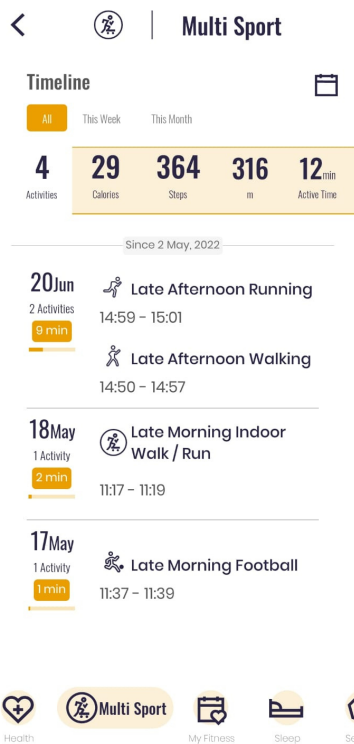 Multi Sport
Timeline
All This Week This Month
4 29 364 316 12min
Activities Calories Steps m Active Time
Since 2 May, 2022
20Jun
2 Activities
9 min
Late Afternoon Running
14:59 - 15:01
Late Afternoon Walking
14:50 - 14:57
18May
1 Activity
2 min
Late Morning Indoor
Walk / Run
11:17 - 11:19
17May
1 Activity
1 min
Late Morning Football
11:37 - 11:39
Multi Sport
Health My Fitness Sleep